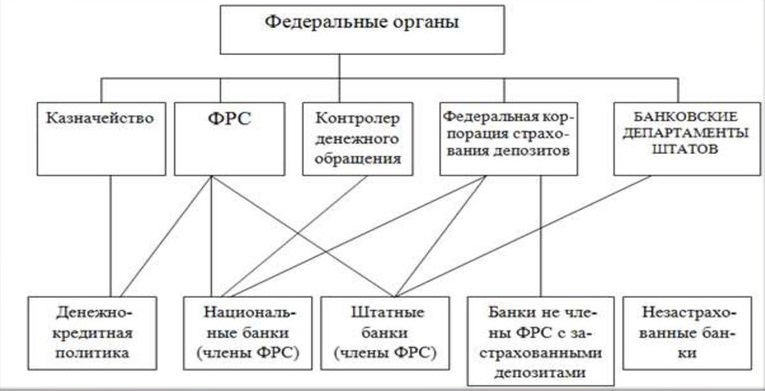 Федеральные органы
Казначейство
ФРС
Контролер
денежного
обращения
Федеральная кор-
порация страхо-
вания депозитов
БАНКОВСКИЕ
ДЕПАРТАМЕНТЫ
ШТАТОВ
Денежно-
кредитная
политика
Националь-
ные банки
(члены ФРС)
Штатные
банки
(члены ФРС)
Банки не чле-
ны ФРС с за-
страхованными
депозитами
Незастрахо-
ванные бан-
ки